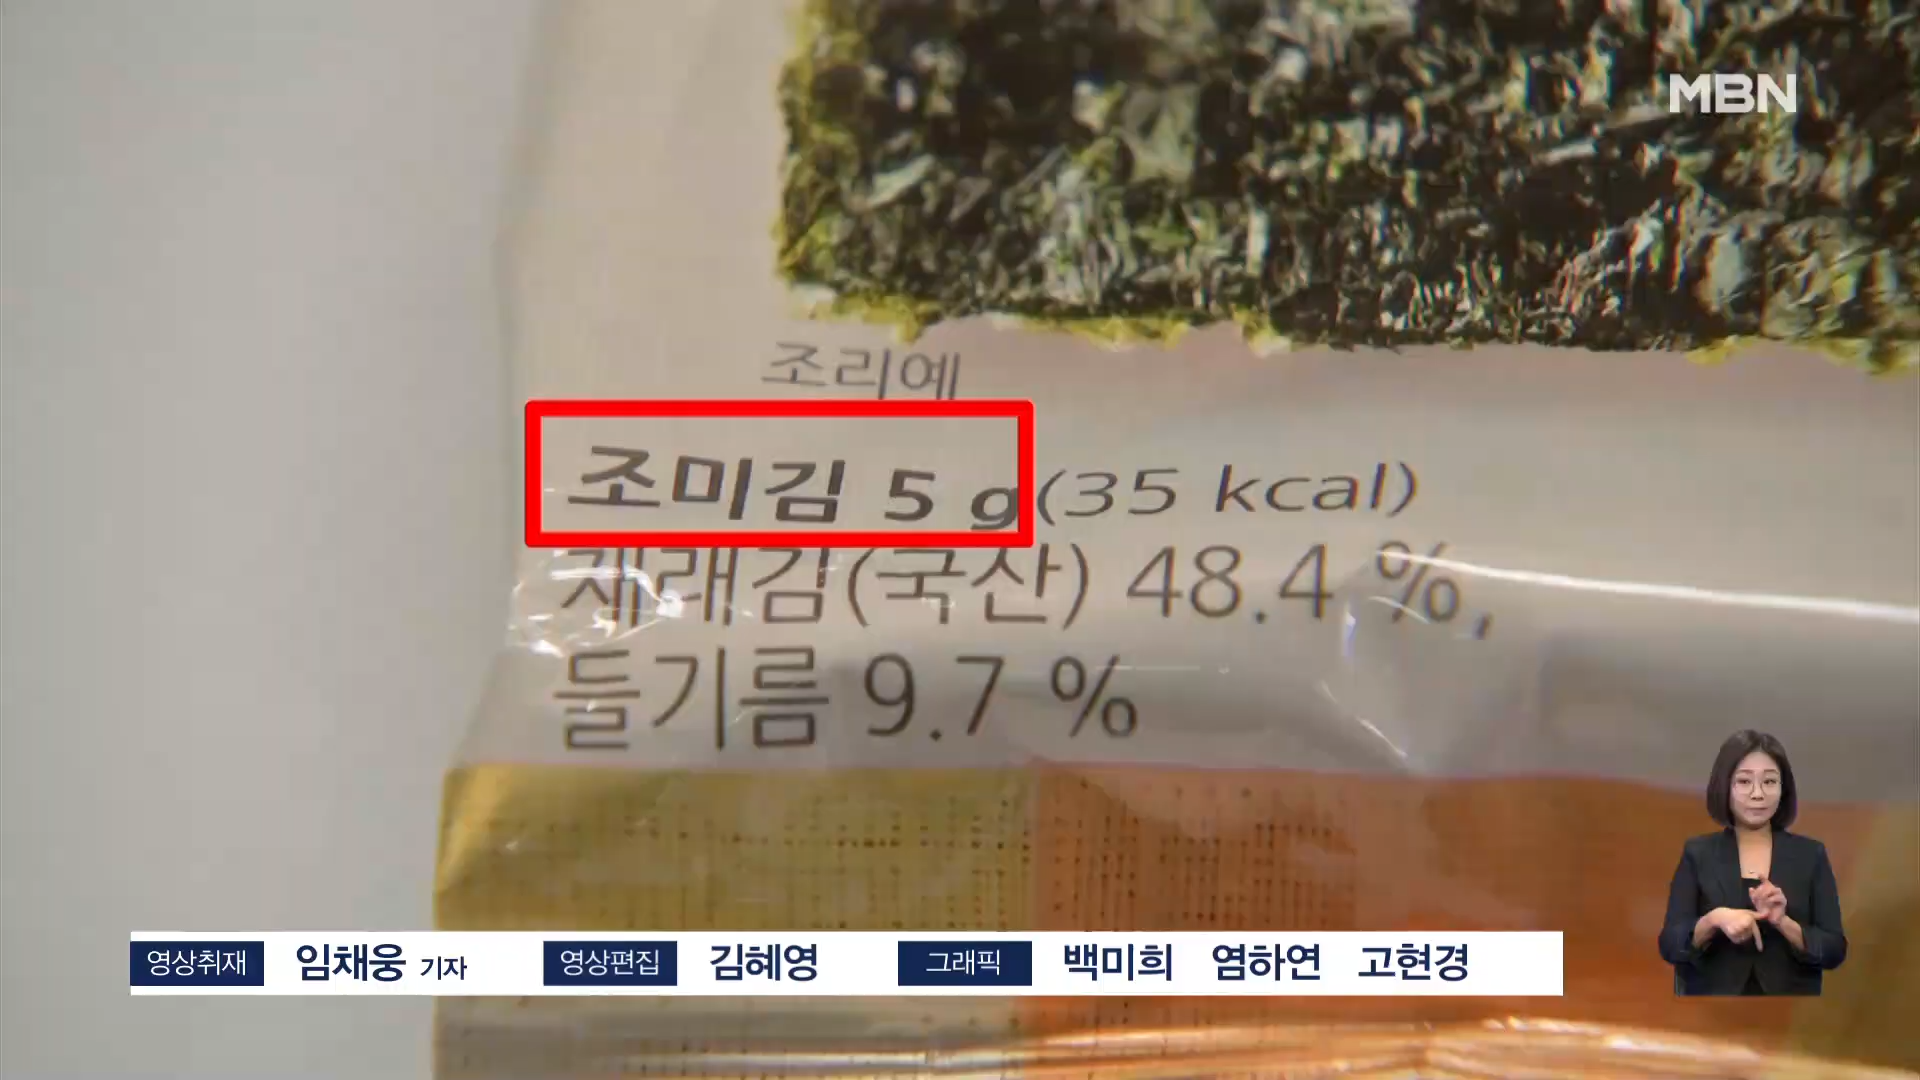 MBN
조리예
조미김 5 g (35 kcal)
재래김(국산) 48.4 %,
들기름 9.7 %
영상취재 임채웅 기자 영상편집 김혜영 그래픽 백미희 염하연 고현경